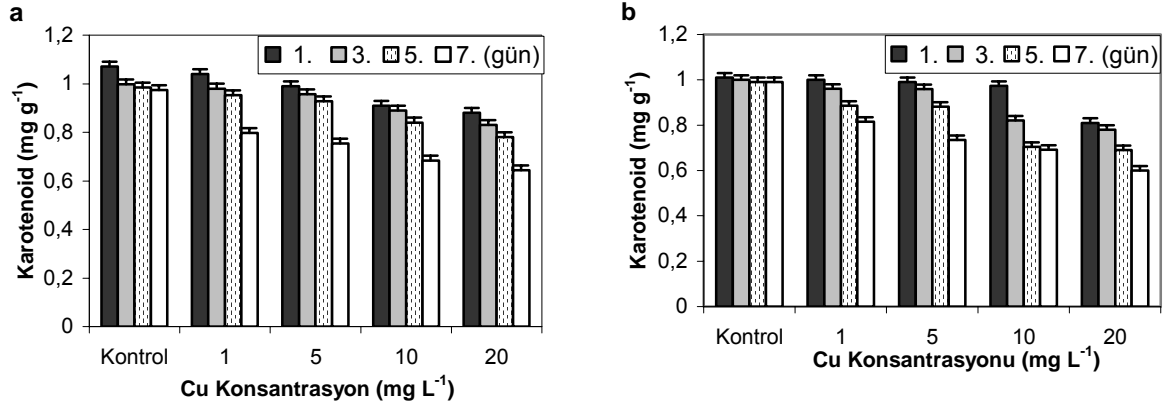 a
1. 3. 5. 7. (gün)
Karotenoid (mg g⁻¹)
1,2
1
0,8
0,6
0,4
0,2
0
Kontrol 1 5 10 20
Cu Konsantrasyon (mg L⁻¹)
b
1. 3. 5. 7. (gün)
Karotenoid (mg g⁻¹)
1,2
1
0,8
0,6
0,4
0,2
0
Kontrol 1 5 10 20
Cu Konsantrasyonu (mg L⁻¹)